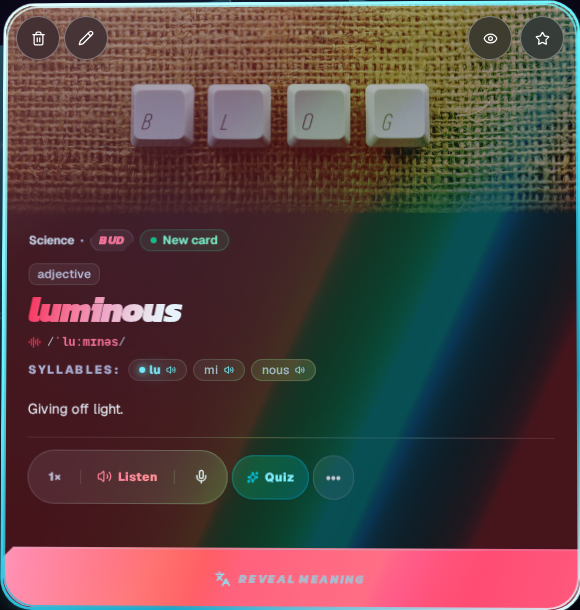 B L O G
Science · BUD New card
adjective
luminous
/ˈluːmɪnəs/
SYLLABLES: lu mi nous
Giving off light.
1× Listen Quiz
REVEAL MEANING